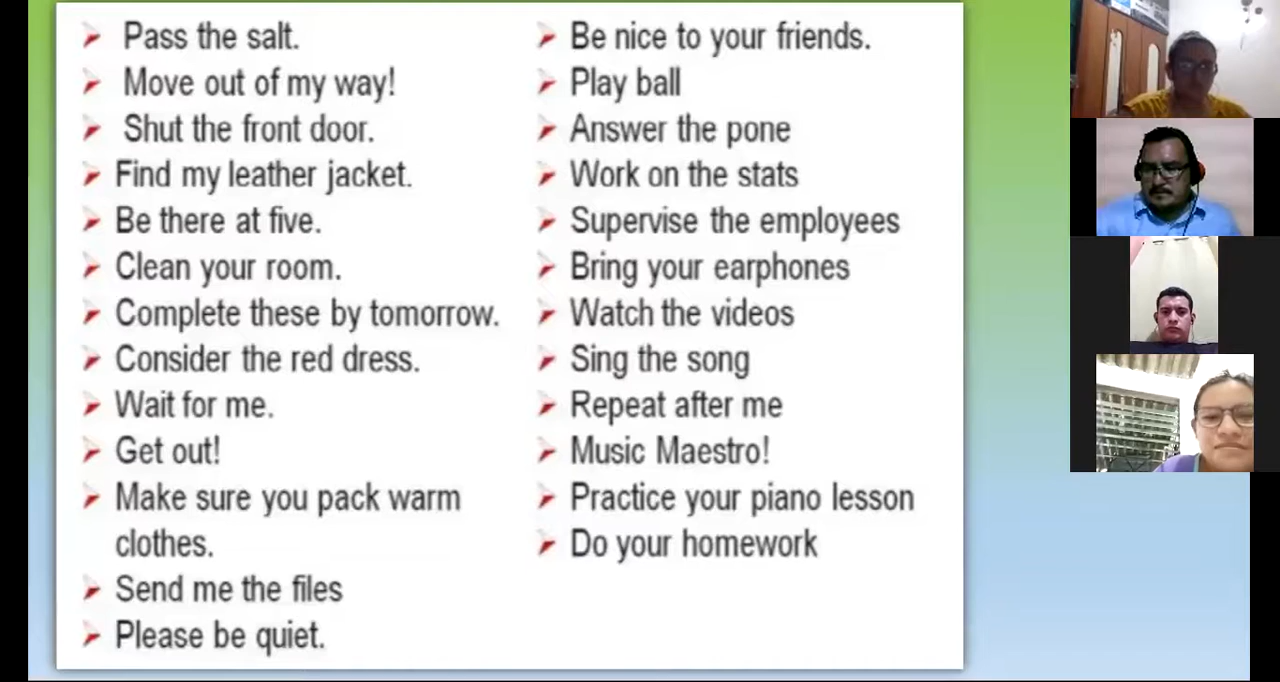 Pass the salt.
Move out of my way!
Shut the front door.
Find my leather jacket.
Be there at five.
Clean your room.
Complete these by tomorrow.
Consider the red dress.
Wait for me.
Get out!
Make sure you pack warm
clothes.
Send me the files
Please be quiet.
Be nice to your friends.
Play ball
Answer the pone
Work on the stats
Supervise the employees
Bring your earphones
Watch the videos
Sing the song
Repeat after me
Music Maestro!
Practice your piano lesson
Do your homework